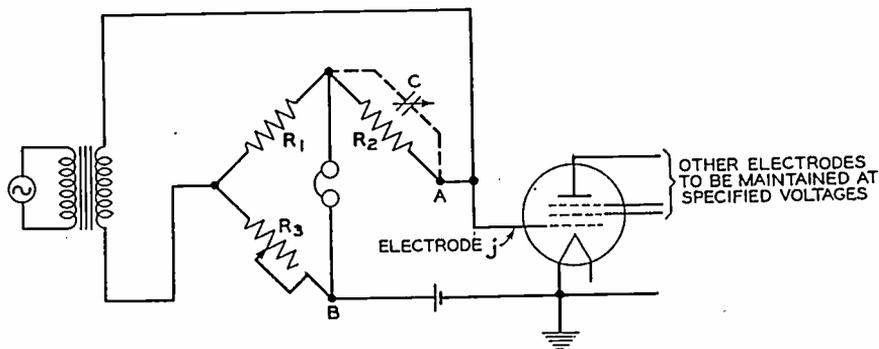 C
R1
R2
A
R3
B
ELECTRODE j
OTHER ELECTRODES
TO BE MAINTAINED AT
SPECIFIED VOLTAGES